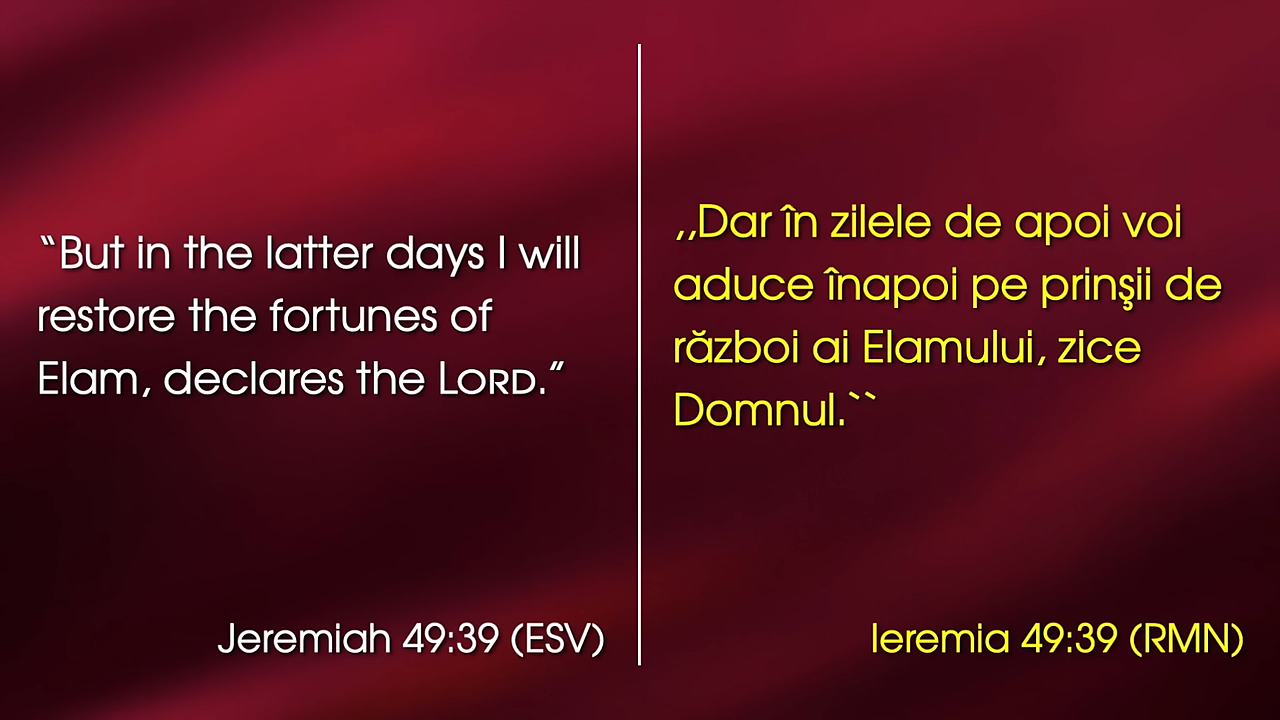 “But in the latter days I will
restore the fortunes of
Elam, declares the LORD.”
Jeremiah 49:39 (ESV)
,,Dar în zilele de apoi voi
aduce înapoi pe prinşii de
război ai Elamului, zice
Domnul.``
Ieremia 49:39 (RMN)